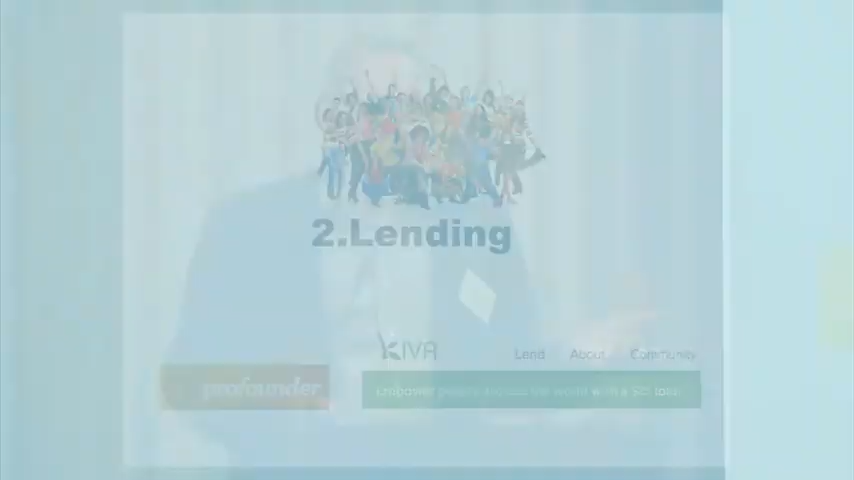 2.Lending
KIVA
Lend About Community
profounder
Empower people around the world with a $25 loan